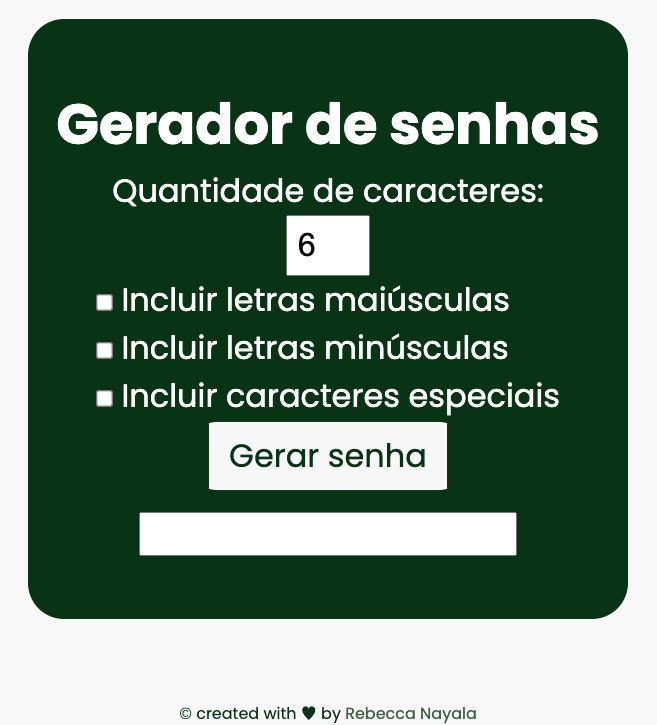 Gerador de senhas
Quantidade de caracteres:
6
Incluir letras maiúsculas
Incluir letras minúsculas
Incluir caracteres especiais
Gerar senha
© created with ♥ by Rebecca Nayala